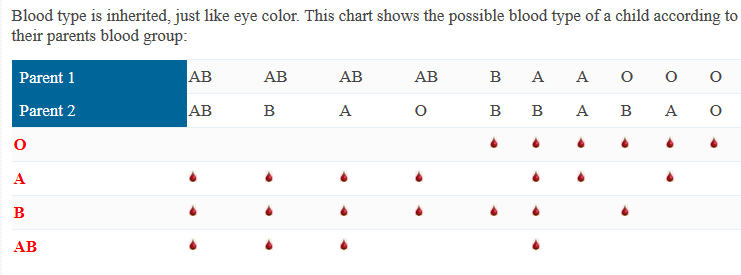 Blood type is inherited, just like eye color. This chart shows the possible blood type of a child according to
their parents blood group:
Parent 1 AB AB AB AB B A A O O O
Parent 2 AB B A O B B A B A O
O
A
B
AB